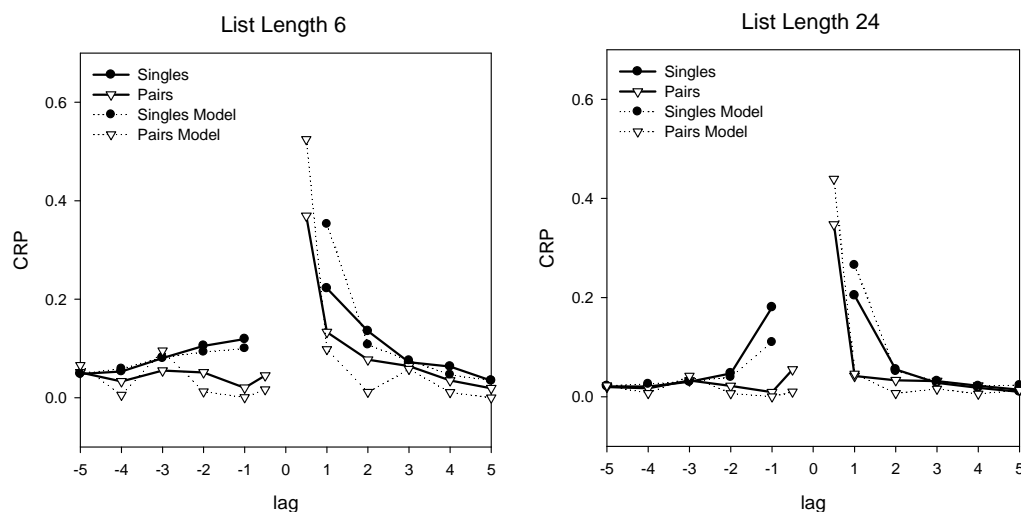 List Length 6
Singles
Pairs
Singles Model
Pairs Model
CRP
0.6
0.4
0.2
0.0
-5 -4 -3 -2 -1 0 1 2 3 4 5
lag
List Length 24
Singles
Pairs
Singles Model
Pairs Model
CRP
0.6
0.4
0.2
0.0
-5 -4 -3 -2 -1 0 1 2 3 4 5
lag